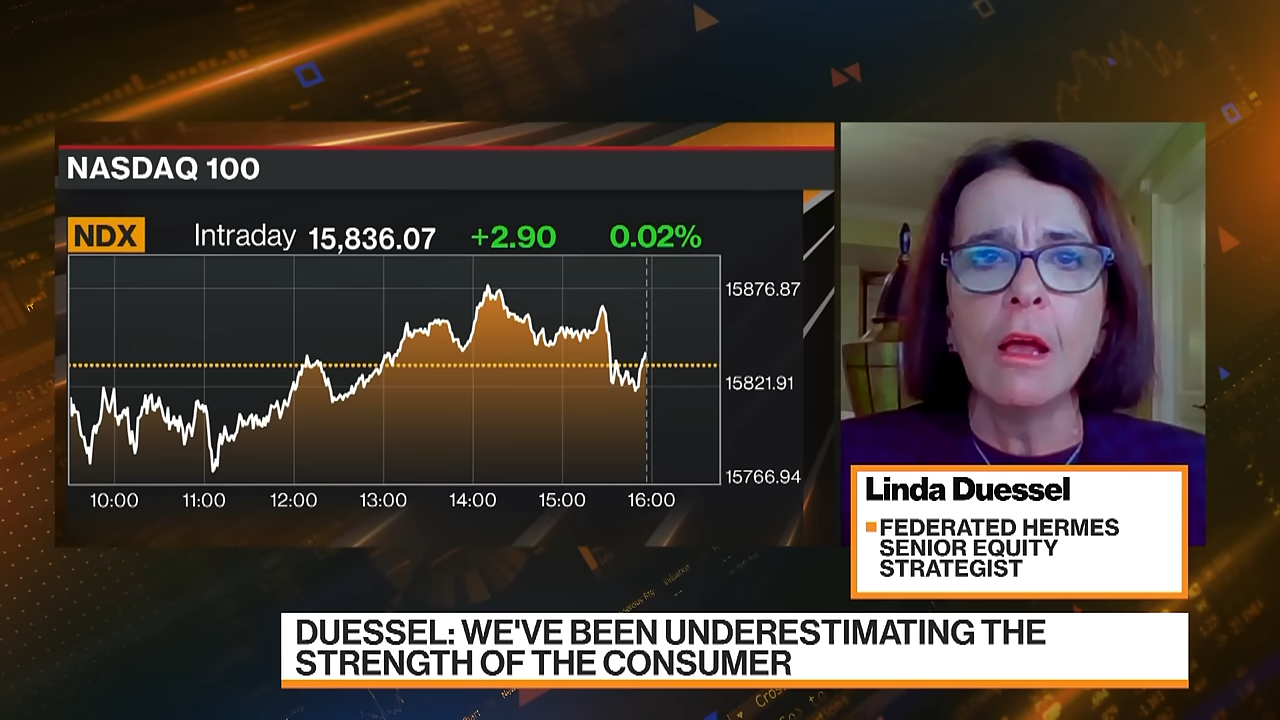 NASDAQ 100
NDX Intraday 15,836.07 +2.90 0.02%
15876.87
15821.91
15766.94
10:00 11:00 12:00 13:00 14:00 15:00 16:00
Linda Duessel
FEDERATED HERMES
SENIOR EQUITY
STRATEGIST
DUESSEL: WE'VE BEEN UNDERESTIMATING THE
STRENGTH OF THE CONSUMER